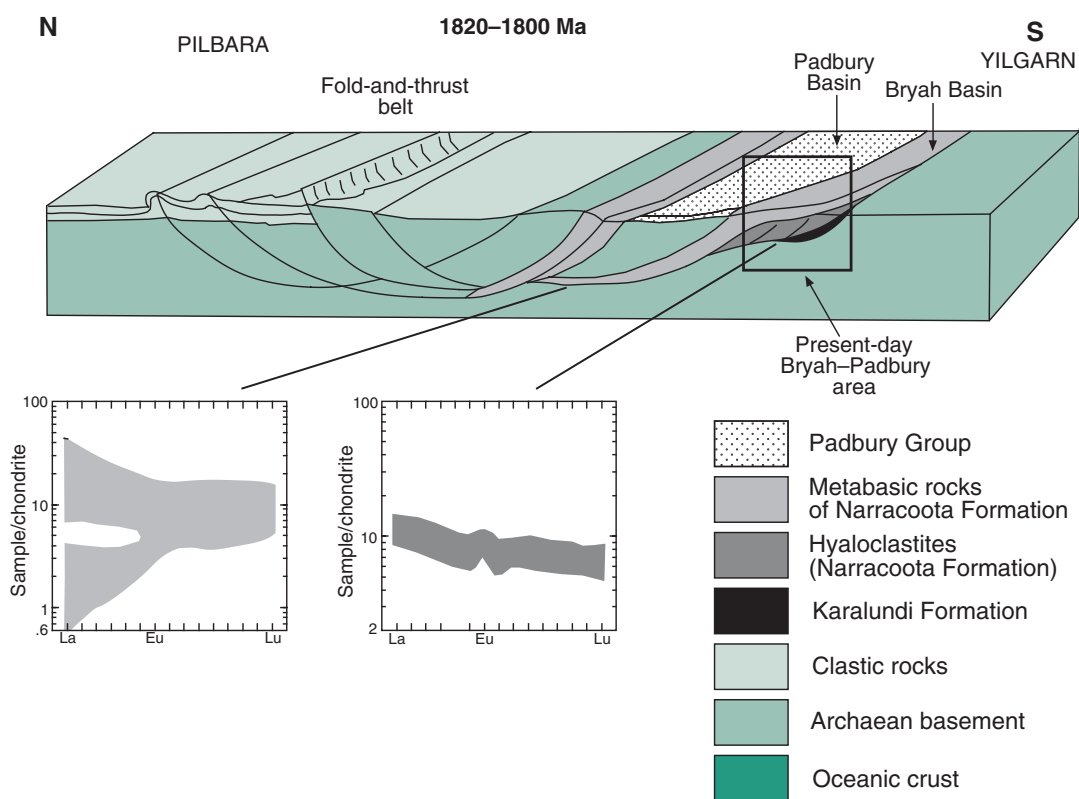 N
1820–1800 Ma
S
PILBARA
YILGARN
Padbury
Basin
Bryah Basin
Fold-and-thrust
belt
Present-day
Bryah–Padbury
area
100
10
1
.6
Sample/chondrite
La
Eu
Lu
100
10
2
Sample/chondrite
La
Eu
Lu
Padbury Group
Metabasic rocks
of Narracoota Formation
Hyaloclastites
(Narracoota Formation)
Karalundi Formation
Clastic rocks
Archaean basement
Oceanic crust